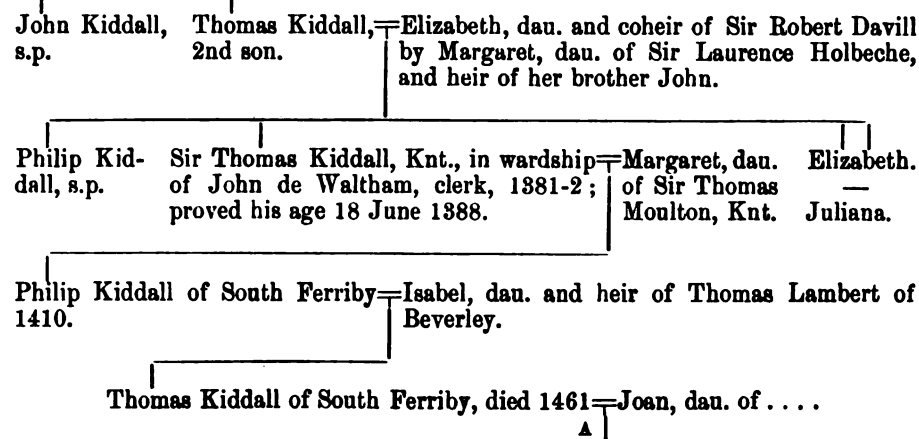 John Kiddall,
s.p.
Thomas Kiddall,
2nd son.
Elizabeth, dau. and coheir of Sir Robert Davill
by Margaret, dau. of Sir Laurence Holbeche,
and heir of her brother John.
Philip Kid-
dall, s.p.
Sir Thomas Kiddall, Knt., in wardship
of John de Waltham, clerk, 1381-2 ;
proved his age 18 June 1388.
Margaret, dau.
of Sir Thomas
Moulton, Knt.
Elizabeth.
—
Juliana.
Philip Kiddall of South Ferriby
1410.
Isabel, dau. and heir of Thomas Lambert of
Beverley.
Thomas Kiddall of South Ferriby, died 1461
Joan, dau. of . . . .
A